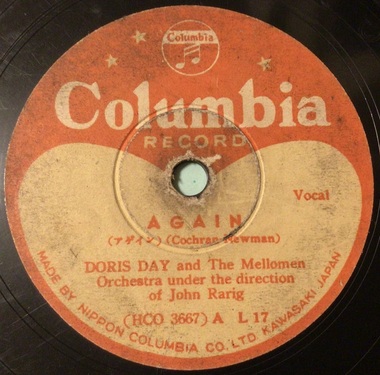 Columbia
Columbia
RECORD
Vocal
AGAIN
(アゲイン) (Cochran Newman)
DORIS DAY and The Mellomen
Orchestra under the direction
of John Rarig
(HCO 3667) A L 17
MADE BY NIPPON COLUMBIA CO., LTD KAWASAKI JAPAN